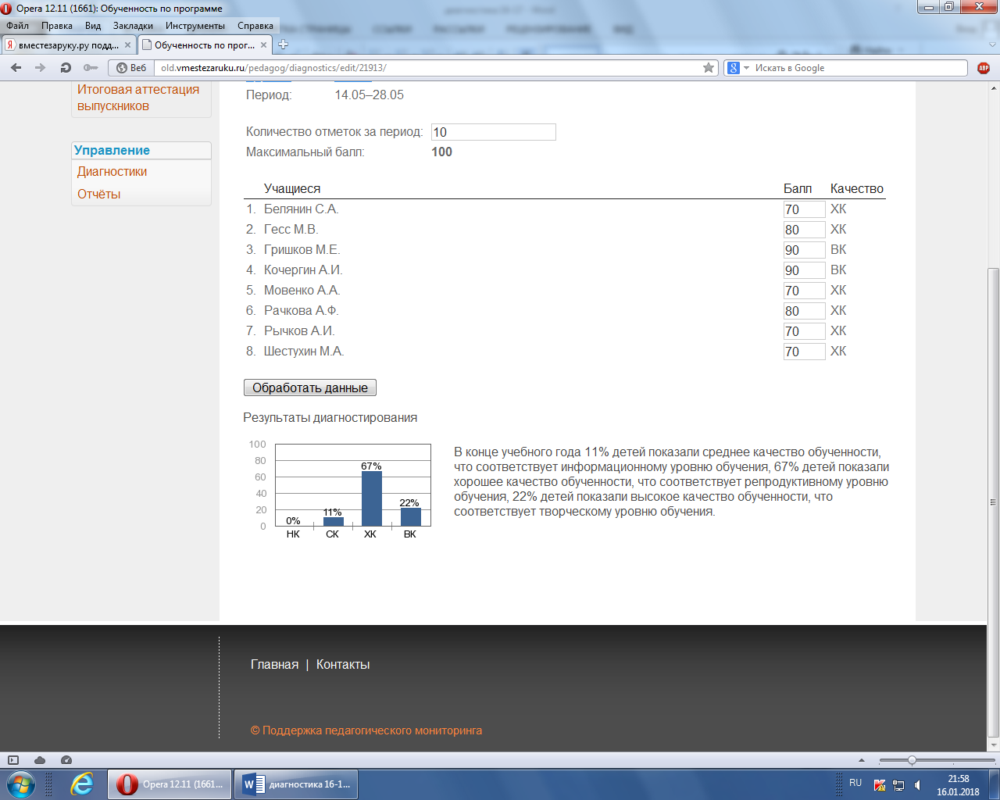 Opera 12.11 (1661): Обученность по программе
Файл Правка Вид Закладки Инструменты Справка
вместезаруку.ру подд... Обученность по прог...
Веб old.vmestezaruku.ru/pedagog/diagnostics/edit/21913/ Искать в Google ABP
Итоговая аттестация
выпускников
Управление
Диагностики
Отчёты
Период: 14.05–28.05
Количество отметок за период: 10
Максимальный балл: 100
Учащиеся Балл Качество
1. Белянин С.А. 70 ХК
2. Гесс М.В. 80 ХК
3. Гришков М.Е. 90 ВК
4. Кочергин А.И. 90 ВК
5. Мовенко А.А. 70 ХК
6. Рачкова А.Ф. 80 ХК
7. Рычков А.И. 70 ХК
8. Шестухин М.А. 70 ХК
Обработать данные
Результаты диагностирования
100
80
60
40
20
0
0% 11% 67% 22%
НК СК ХК ВК
В конце учебного года 11% детей показали среднее качество обученности,
что соответствует информационному уровню обучения, 67% детей показали
хорошее качество обученности, что соответствует репродуктивному уровню
обучения, 22% детей показали высокое качество обученности, что
соответствует творческому уровню обучения.
Главная | Контакты
© Поддержка педагогического мониторинга
Opera 12.11 (1661... диагностика 16-1...
RU
21:58
16.01.2018